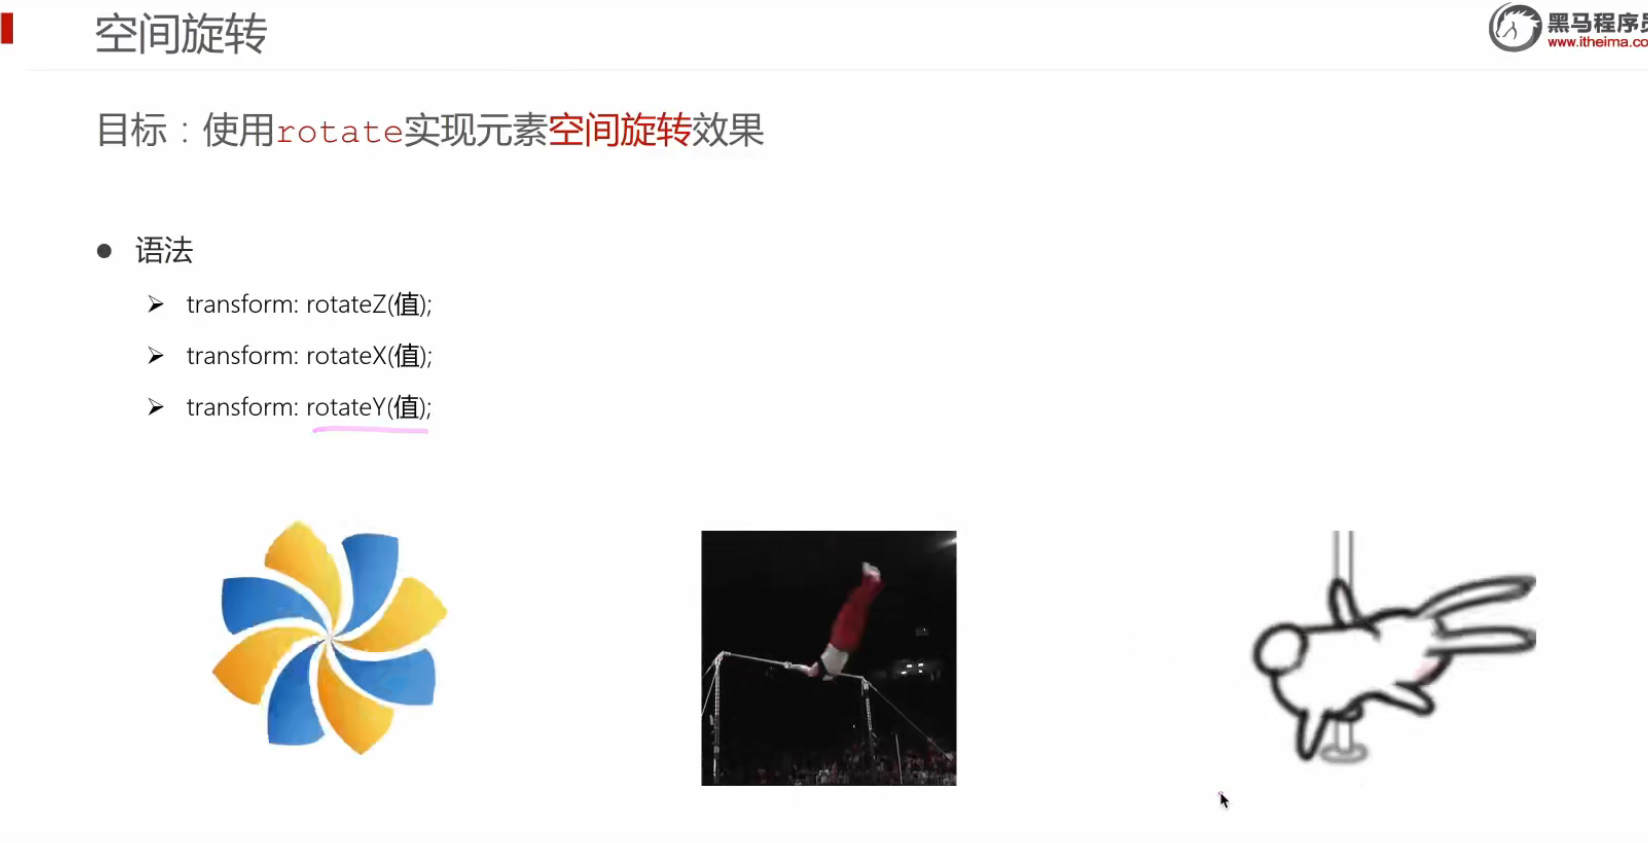 空间旋转
黑马程序员
www.itheima.co
目标：使用rotate实现元素空间旋转效果
语法
transform: rotateZ(值);
transform: rotateX(值);
transform: rotateY(值);